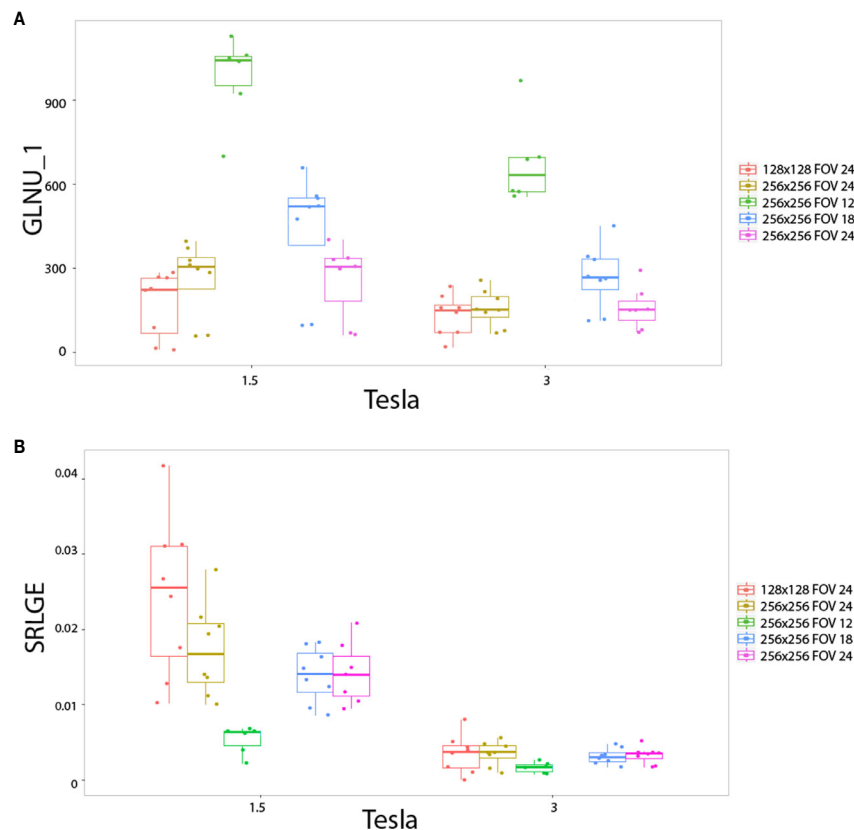 A
GLNU_1
900
600
300
0
1.5
3
Tesla
128x128 FOV 24
256x256 FOV 24
256x256 FOV 12
256x256 FOV 18
256x256 FOV 24
B
SRLGE
0.04
0.03
0.02
0.01
0
1.5
3
Tesla
128x128 FOV 24
256x256 FOV 24
256x256 FOV 12
256x256 FOV 18
256x256 FOV 24